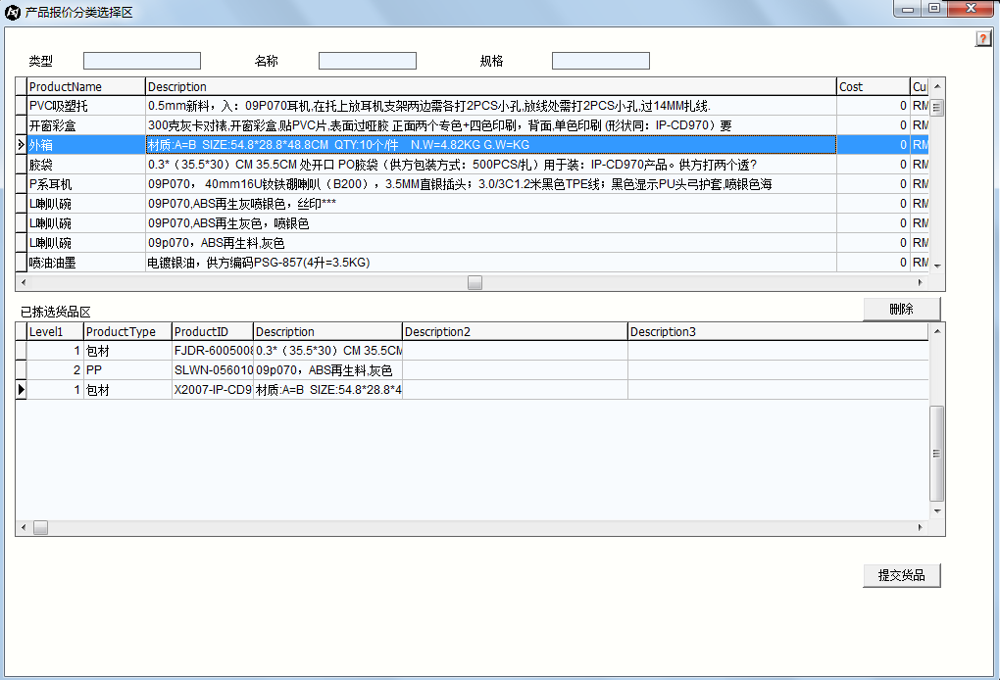 产品报价分类选择区
类型 名称 规格
ProductName Description Cost Cu
PVC吸塑托 0.5mm新料，入：09P070耳机,在托上放耳机支架两边需各打2PCS小孔,放线处需打2PCS小孔,过14MM扎线. 0 RM
开窗彩盒 300克灰卡对裱,开窗彩盒,贴PVC片,表面过哑胶 正面两个专色+四色印刷，背面,单色印刷 (形状同：IP-CD970）要 0 RM
外箱 材质:A=B SIZE:54.8*28.8*48.8CM QTY:10个/件 N.W=4.82KG G.W=KG 0 RM
胶袋 0.3*（35.5*30）CM 35.5CM 处开口 PO胶袋（供方包装方式：500PCS/扎）用于装：IP-CD970产品。供方打两个透? 0 RM
P系耳机 09P070， 40mm16U钕铁硼喇叭（B200），3.5MM直银插头；3.0/3C1.2米黑色TPE线；黑色显示PU头弓护套,喷银色海 0 RM
L喇叭碗 09P070,ABS再生灰喷银色，丝印*** 0 RM
L喇叭碗 09P070,ABS再生灰色，喷银色 0 RM
L喇叭碗 09p070，ABS再生料,灰色 0 RM
喷油油墨 电镀银油，供方编码PSG-857(4升=3.5KG) 0 RM
已拣选货品区 删除
Level1 ProductType ProductID Description Description2 Description3
1 包材 FJDR-6005008 0.3*（35.5*30）CM 35.5CM
2 PP SLWN-056010 09p070，ABS再生料,灰色
1 包材 X2007-IP-CD9 材质:A=B SIZE:54.8*28.8*4
提交货品